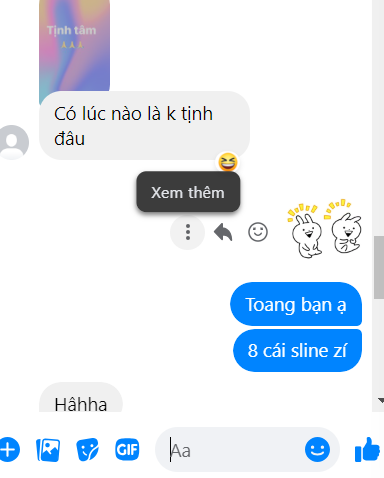 Tịnh tâm
Có lúc nào là k tịnh
đâu
Xem thêm
Toang bạn ạ
8 cái sline zí
Hâhha
GIF
Aa